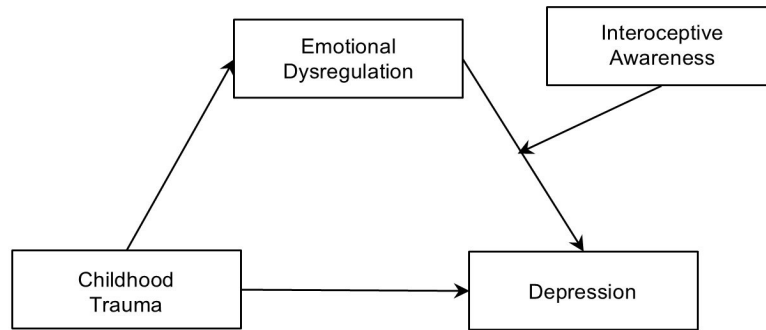 Emotional
Dysregulation
Interoceptive
Awareness
Childhood
Trauma
Depression